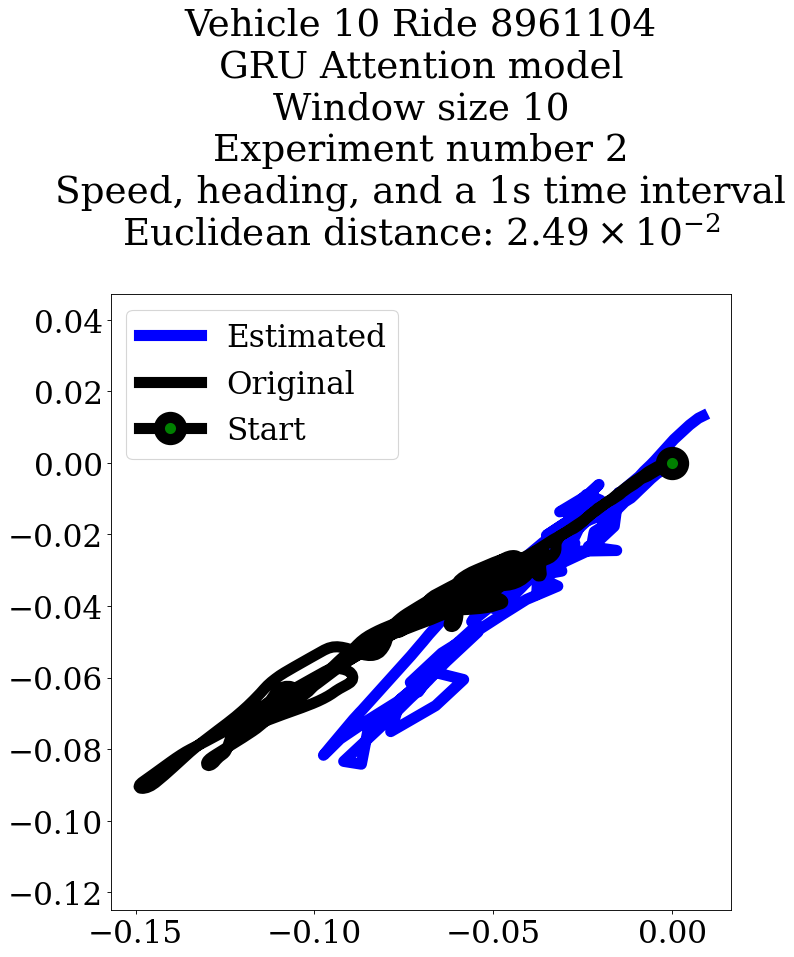 Vehicle 10 Ride 8961104
GRU Attention model
Window size 10
Experiment number 2
Speed, heading, and a 1s time interval
Euclidean distance: 2.49 × 10⁻²
Estimated
Original
Start
0.04
0.02
0.00
−0.02
−0.04
−0.06
−0.08
−0.10
−0.12
−0.15
−0.10
−0.05
0.00